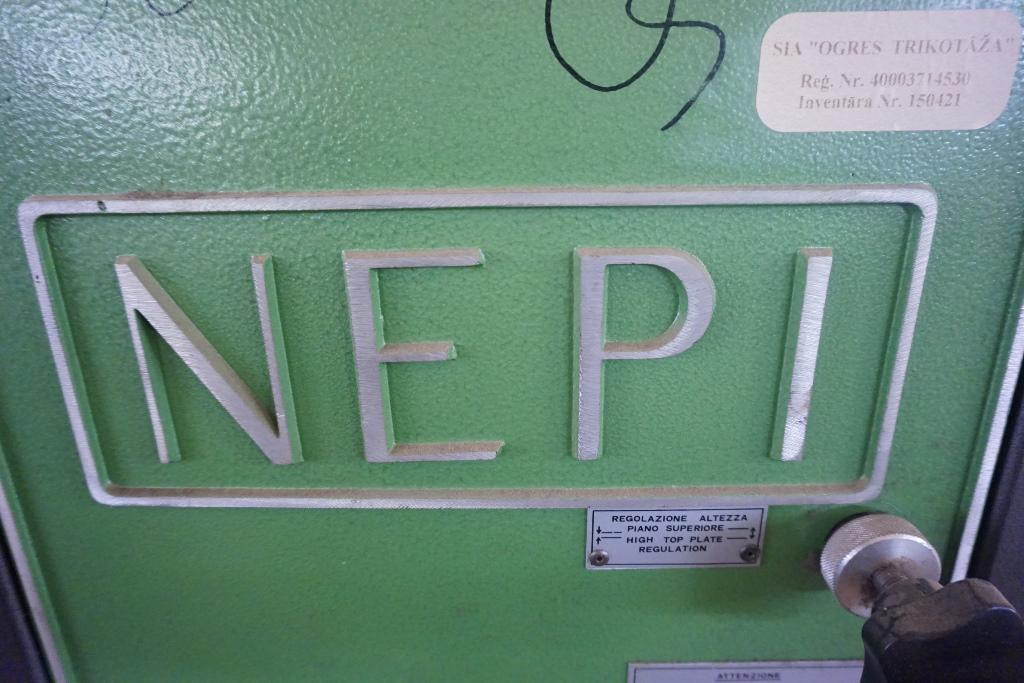 SIA "OGRES TRIKOTĀŽA"
Reģ. Nr. 40003714530
Inventāra Nr. 150421
NEPI
REGOLAZIONE ALTEZZA
PIANO SUPERIORE
HIGH TOP PLATE
REGULATION
ATTENZIONE